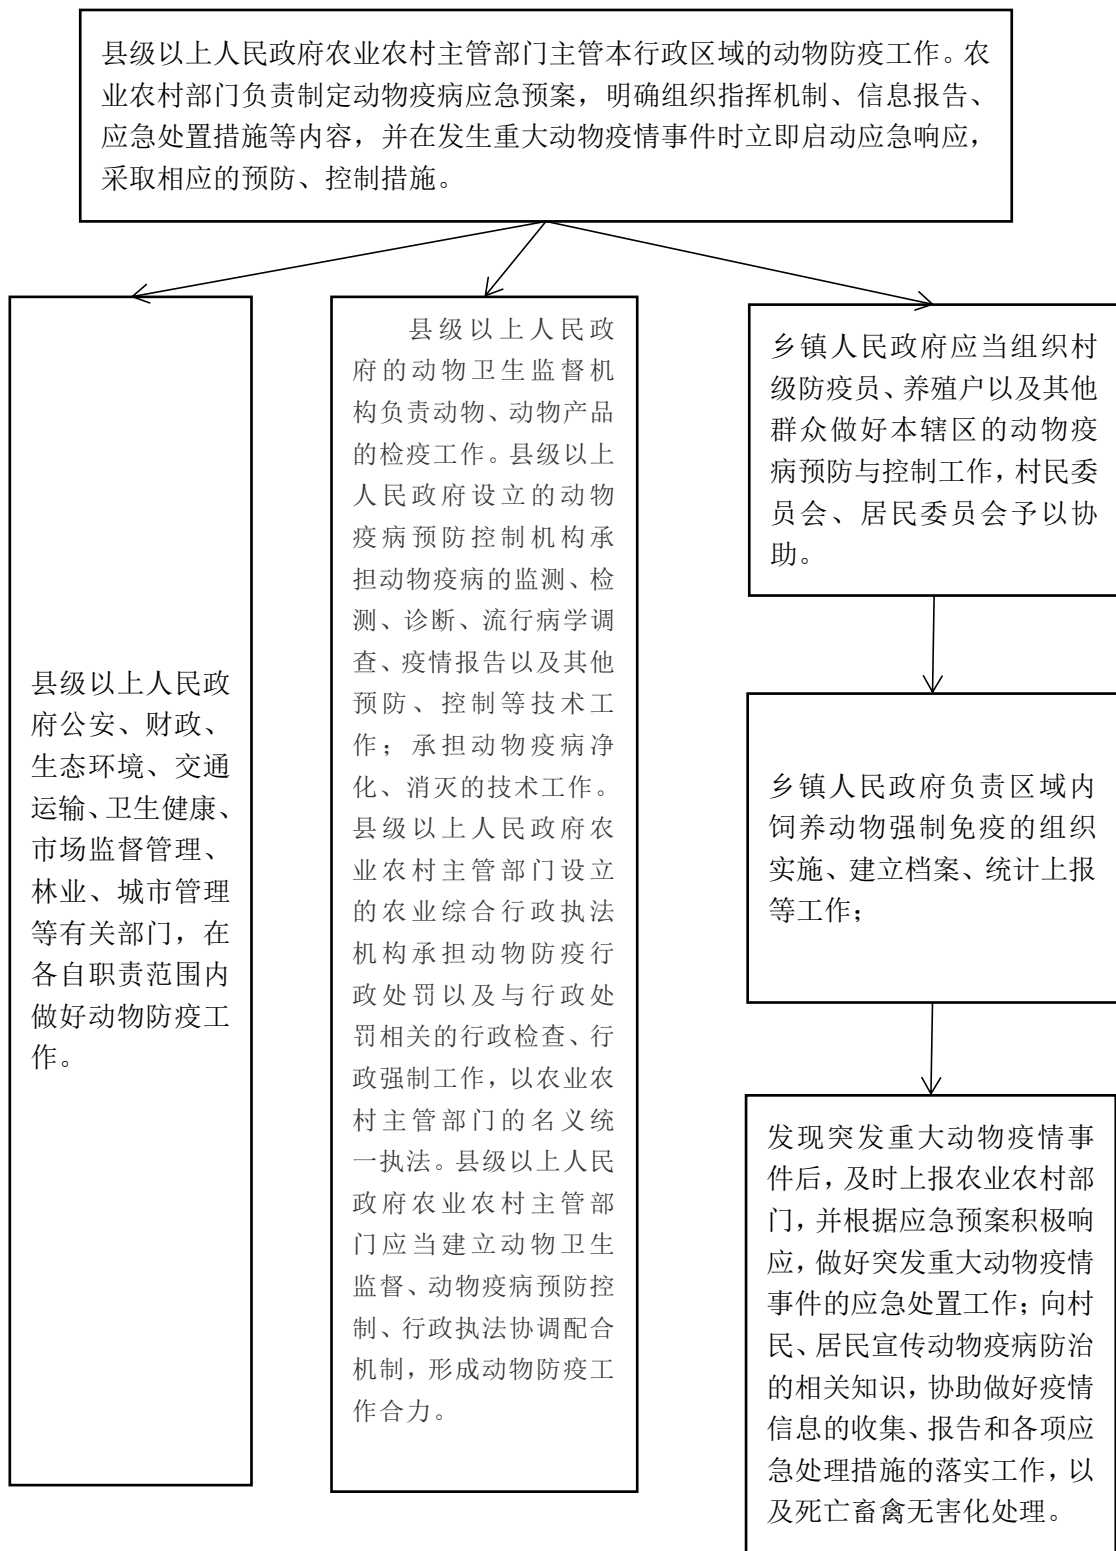 县级以上人民政府农业农村主管部门主管本行政区域的动物防疫工作。农
业农村部门负责制定动物疫病应急预案，明确组织指挥机制、信息报告、
应急处置措施等内容，并在发生重大动物疫情事件时立即启动应急响应，
采取相应的预防、控制措施。
县级以上人民政
府公安、财政、
生态环境、交通
运输、卫生健康、
市场监督管理、
林业、城市管理
等有关部门，在
各自职责范围内
做好动物防疫工
作。
县级以上人民政
府的动物卫生监督机
构负责动物、动物产品
的检疫工作。县级以上
人民政府设立的动物
疫病预防控制机构承
担动物疫病的监测、检
测、诊断、流行病学调
查、疫情报告以及其他
预防、控制等技术工
作；承担动物疫病净
化、消灭的技术工作。
县级以上人民政府农
业农村主管部门设立
的农业综合行政执法
机构承担动物防疫行
政处罚以及与行政处
罚相关的行政检查、行
政强制工作，以农业农
村主管部门的名义统
一执法。县级以上人民
政府农业农村主管部
门应当建立动物卫生
监督、动物疫病预防控
制、行政执法协调配合
机制，形成动物防疫工
作合力。
乡镇人民政府应当组织村
级防疫员、养殖户以及其他
群众做好本辖区的动物疫
病预防与控制工作，村民委
员会、居民委员会予以协
助。
乡镇人民政府负责区域内
饲养动物强制免疫的组织
实施、建立档案、统计上报
等工作；
发现突发重大动物疫情事
件后，及时上报农业农村部
门，并根据应急预案积极响
应，做好突发重大动物疫情
事件的应急处置工作；向村
民、居民宣传动物疫病防治
的相关知识，协助做好疫情
信息的收集、报告和各项应
急处理措施的落实工作，以
及死亡畜禽无害化处理。